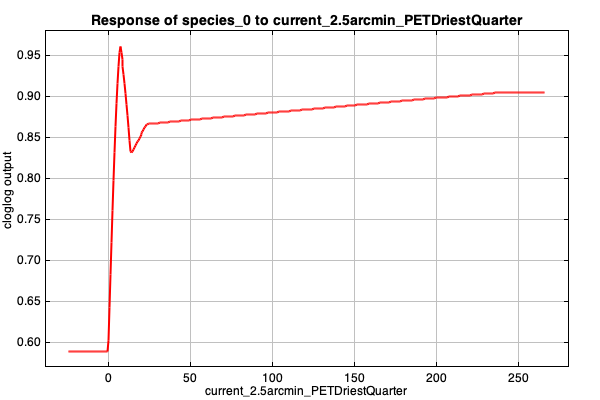 Response of species_0 to current_2.5arcmin_PETDriestQuarter
0.95
0.90
0.85
0.80
0.75
0.70
0.65
0.60
cloglog output
0 50 100 150 200 250
current_2.5arcmin_PETDriestQuarter